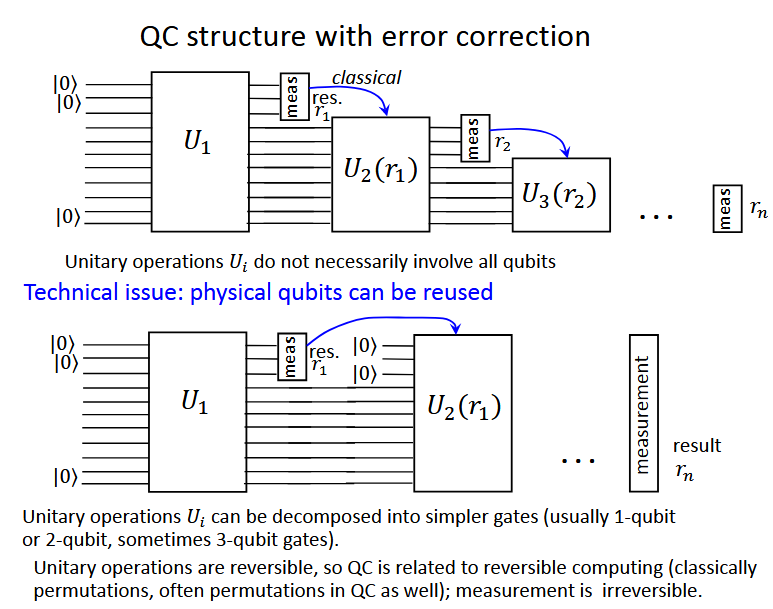 QC structure with error correction
|0⟩
|0⟩
|0⟩
U₁
meas
classical
res.
r₁
U₂(r₁)
meas
r₂
U₃(r₂)
...
meas
rₙ
Unitary operations Uᵢ do not necessarily involve all qubits
Technical issue: physical qubits can be reused
|0⟩
|0⟩
|0⟩
U₁
meas
res.
r₁
|0⟩
|0⟩
U₂(r₁)
...
measurement
result
rₙ
Unitary operations Uᵢ can be decomposed into simpler gates (usually 1-qubit
or 2-qubit, sometimes 3-qubit gates).
Unitary operations are reversible, so QC is related to reversible computing (classically
permutations, often permutations in QC as well); measurement is irreversible.